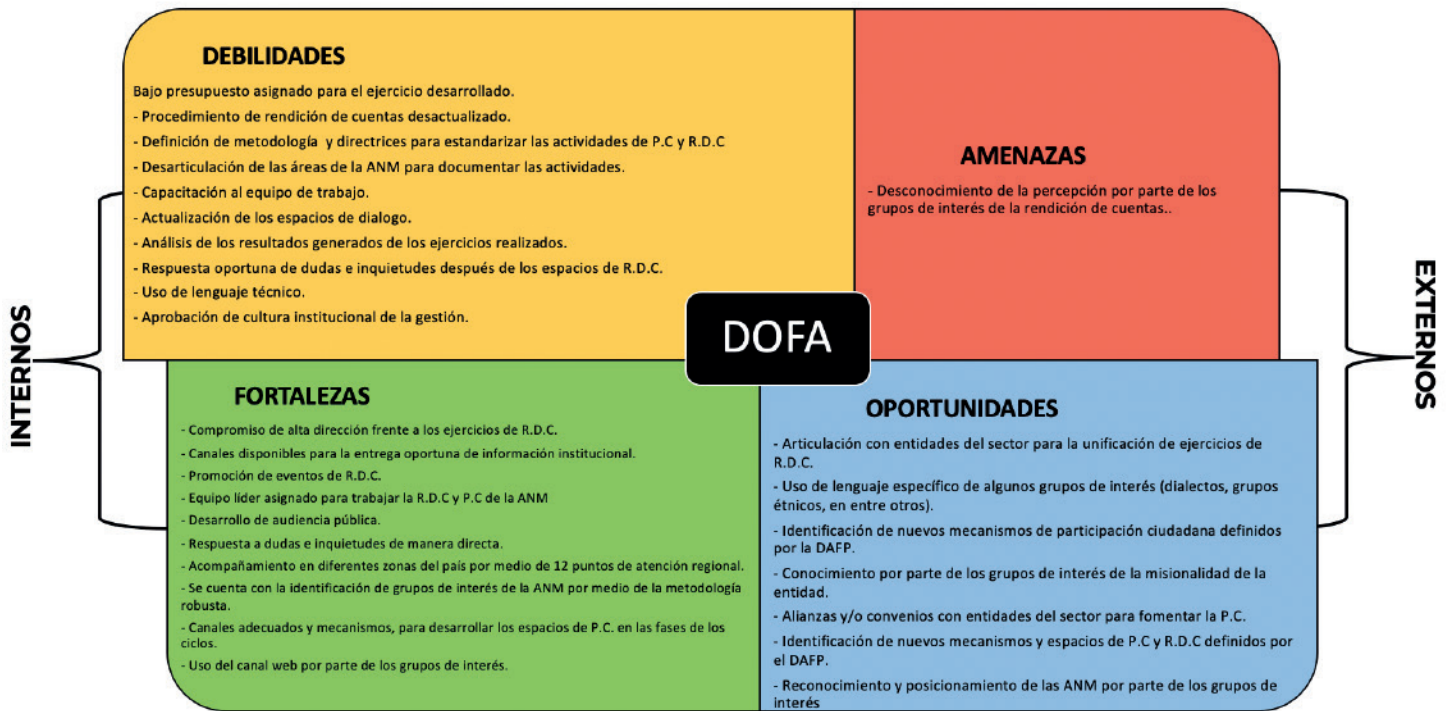 INTERNOS
DEBILIDADES
Bajo presupuesto asignado para el ejercicio desarrollado.
- Procedimiento de rendición de cuentas desactualizado.
- Definición de metodología y directrices para estandarizar las actividades de P.C y R.D.C
- Desarticulación de las áreas de la ANM para documentar las actividades.
- Capacitación al equipo de trabajo.
- Actualización de los espacios de dialogo.
- Análisis de los resultados generados de los ejercicios realizados.
- Respuesta oportuna de dudas e inquietudes después de los espacios de R.D.C.
- Uso de lenguaje técnico.
- Aprobación de cultura institucional de la gestión.
AMENAZAS
- Desconocimiento de la percepción por parte de los
grupos de interés de la rendición de cuentas..
DOFA
FORTALEZAS
- Compromiso de alta dirección frente a los ejercicios de R.D.C.
- Canales disponibles para la entrega oportuna de información institucional.
- Promoción de eventos de R.D.C.
- Equipo líder asignado para trabajar la R.D.C y P.C de la ANM
- Desarrollo de audiencia pública.
- Respuesta a dudas e inquietudes de manera directa.
- Acompañamiento en diferentes zonas del país por medio de 12 puntos de atención regional.
- Se cuenta con la identificación de grupos de interés de la ANM por medio de la metodología
robusta.
- Canales adecuados y mecanismos, para desarrollar los espacios de P.C. en las fases de los
ciclos.
- Uso del canal web por parte de los grupos de interés.
OPORTUNIDADES
- Articulación con entidades del sector para la unificación de ejercicios de
R.D.C.
- Uso de lenguaje específico de algunos grupos de interés (dialectos, grupos
étnicos, en entre otros).
- Identificación de nuevos mecanismos de participación ciudadana definidos
por la DAFP.
- Conocimiento por parte de los grupos de interés de la misionalidad de la
entidad.
- Alianzas y/o convenios con entidades del sector para fomentar la P.C.
- Identificación de nuevos mecanismos y espacios de P.C y R.D.C definidos por
el DAFP.
- Reconocimiento y posicionamiento de las ANM por parte de los grupos de
interés
EXTERNOS